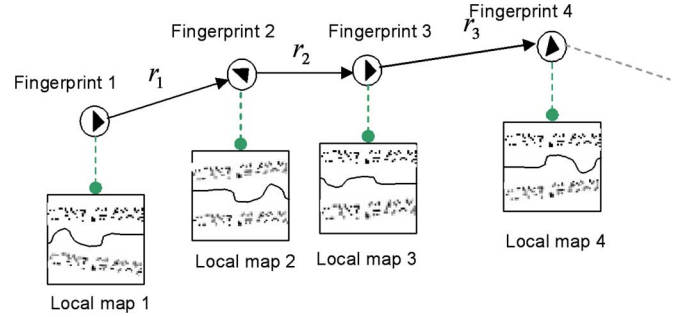 Fingerprint 1
r1
Fingerprint 2
r2
Fingerprint 3
r3
Fingerprint 4
Local map 1
Local map 2
Local map 3
Local map 4